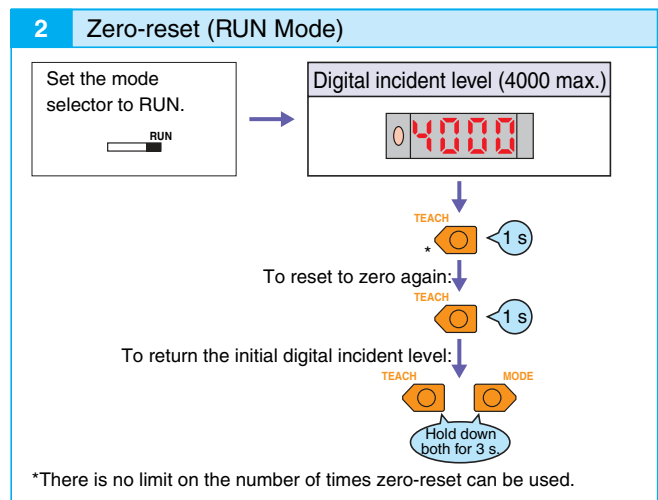 2 Zero-reset (RUN Mode)
Set the mode
selector to RUN.
RUN
Digital incident level (4000 max.)
4000
TEACH
* 1 s
To reset to zero again:
TEACH
1 s
To return the initial digital incident level:
TEACH MODE
Hold down
both for 3 s.
*There is no limit on the number of times zero-reset can be used.